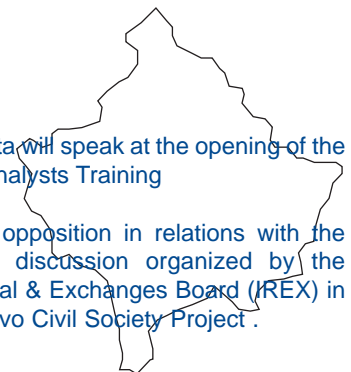 ta will speak at the opening of the
nalysts Training
opposition in relations with the
discussion organized by the
al & Exchanges Board (IREX) in
vo Civil Society Project .